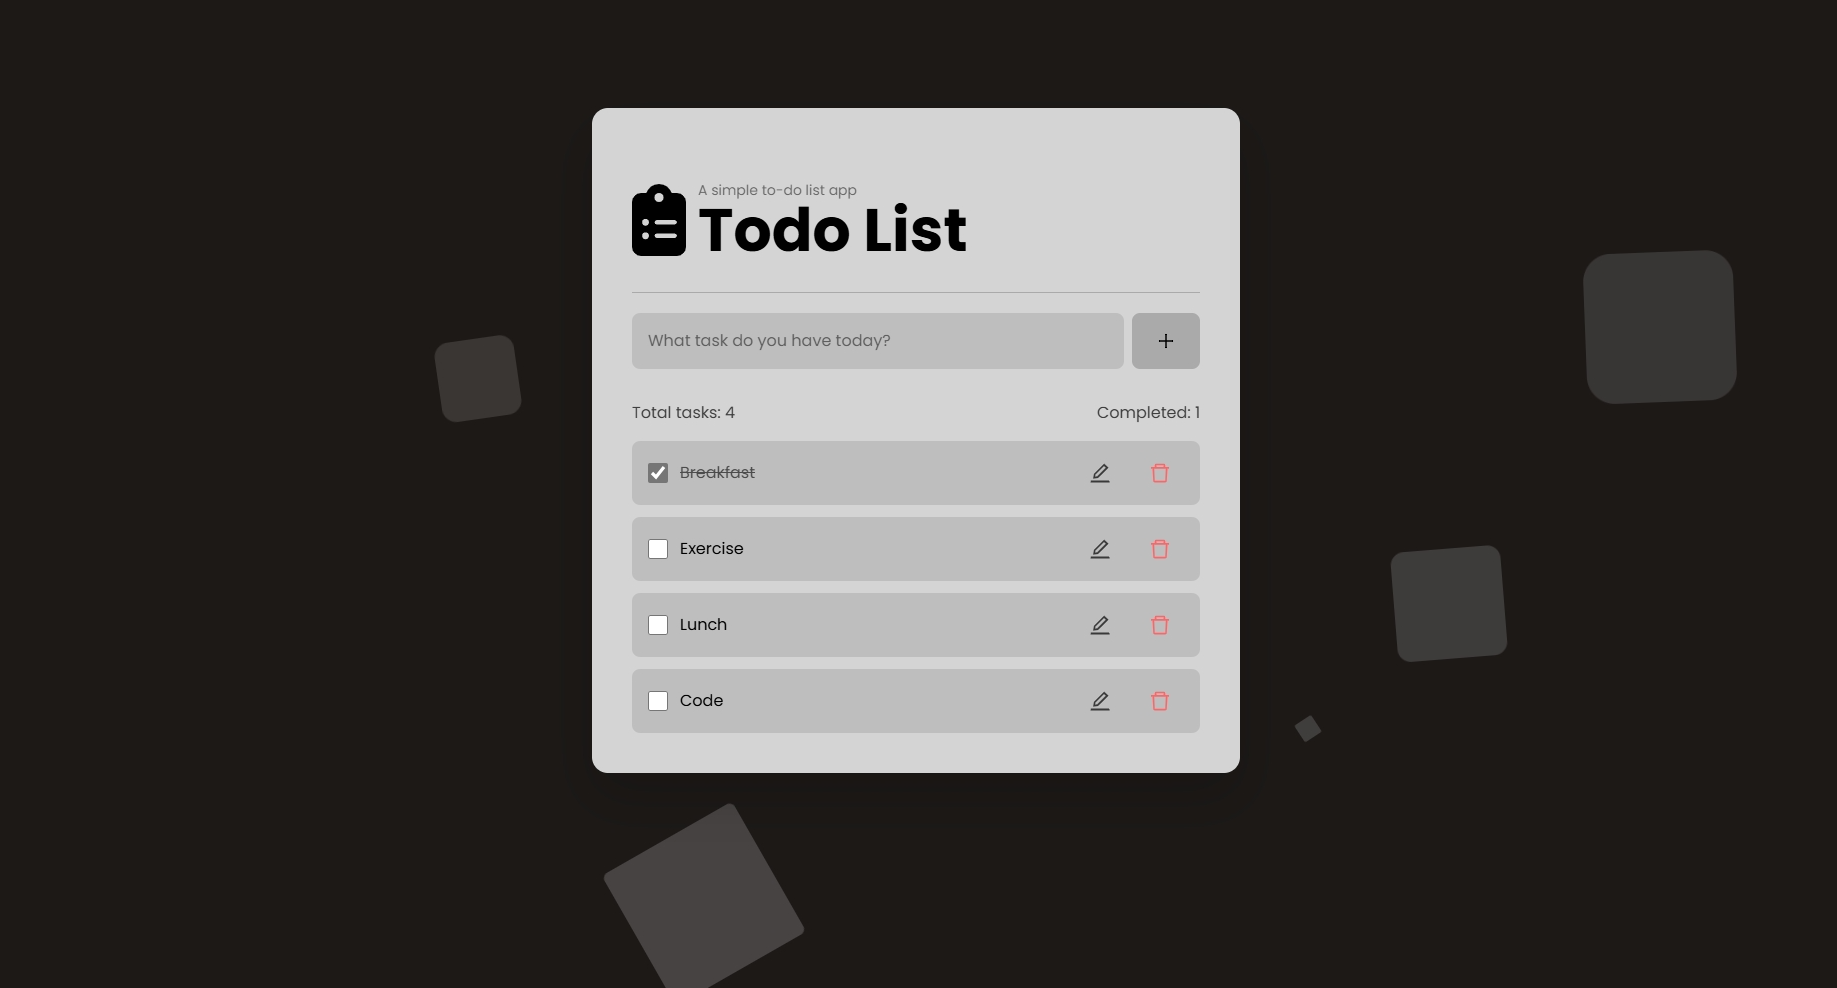 A simple to-do list app
Todo List
What task do you have today?
Total tasks: 4
Completed: 1
Breakfast
Exercise
Lunch
Code